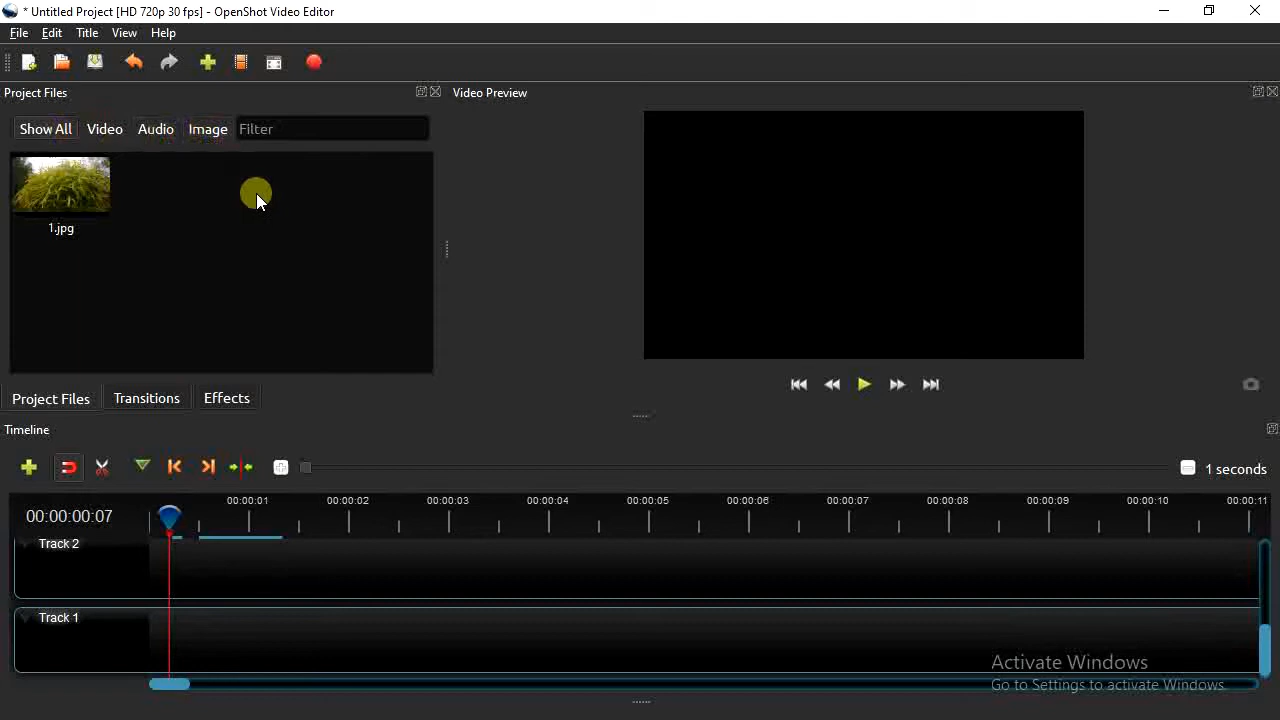 * Untitled Project [HD 720p 30 fps] - OpenShot Video Editor
File Edit Title View Help
Project Files
Video Preview
Show All Video Audio Image Filter
1.jpg
Project Files Transitions Effects
Timeline
1 seconds
00:00:00:07
00:00:01 00:00:02 00:00:03 00:00:04 00:00:05 00:00:06 00:00:07 00:00:08 00:00:09 00:00:10 00:00:11
Track 2
Track 1
Activate Windows
Go to Settings to activate Windows.